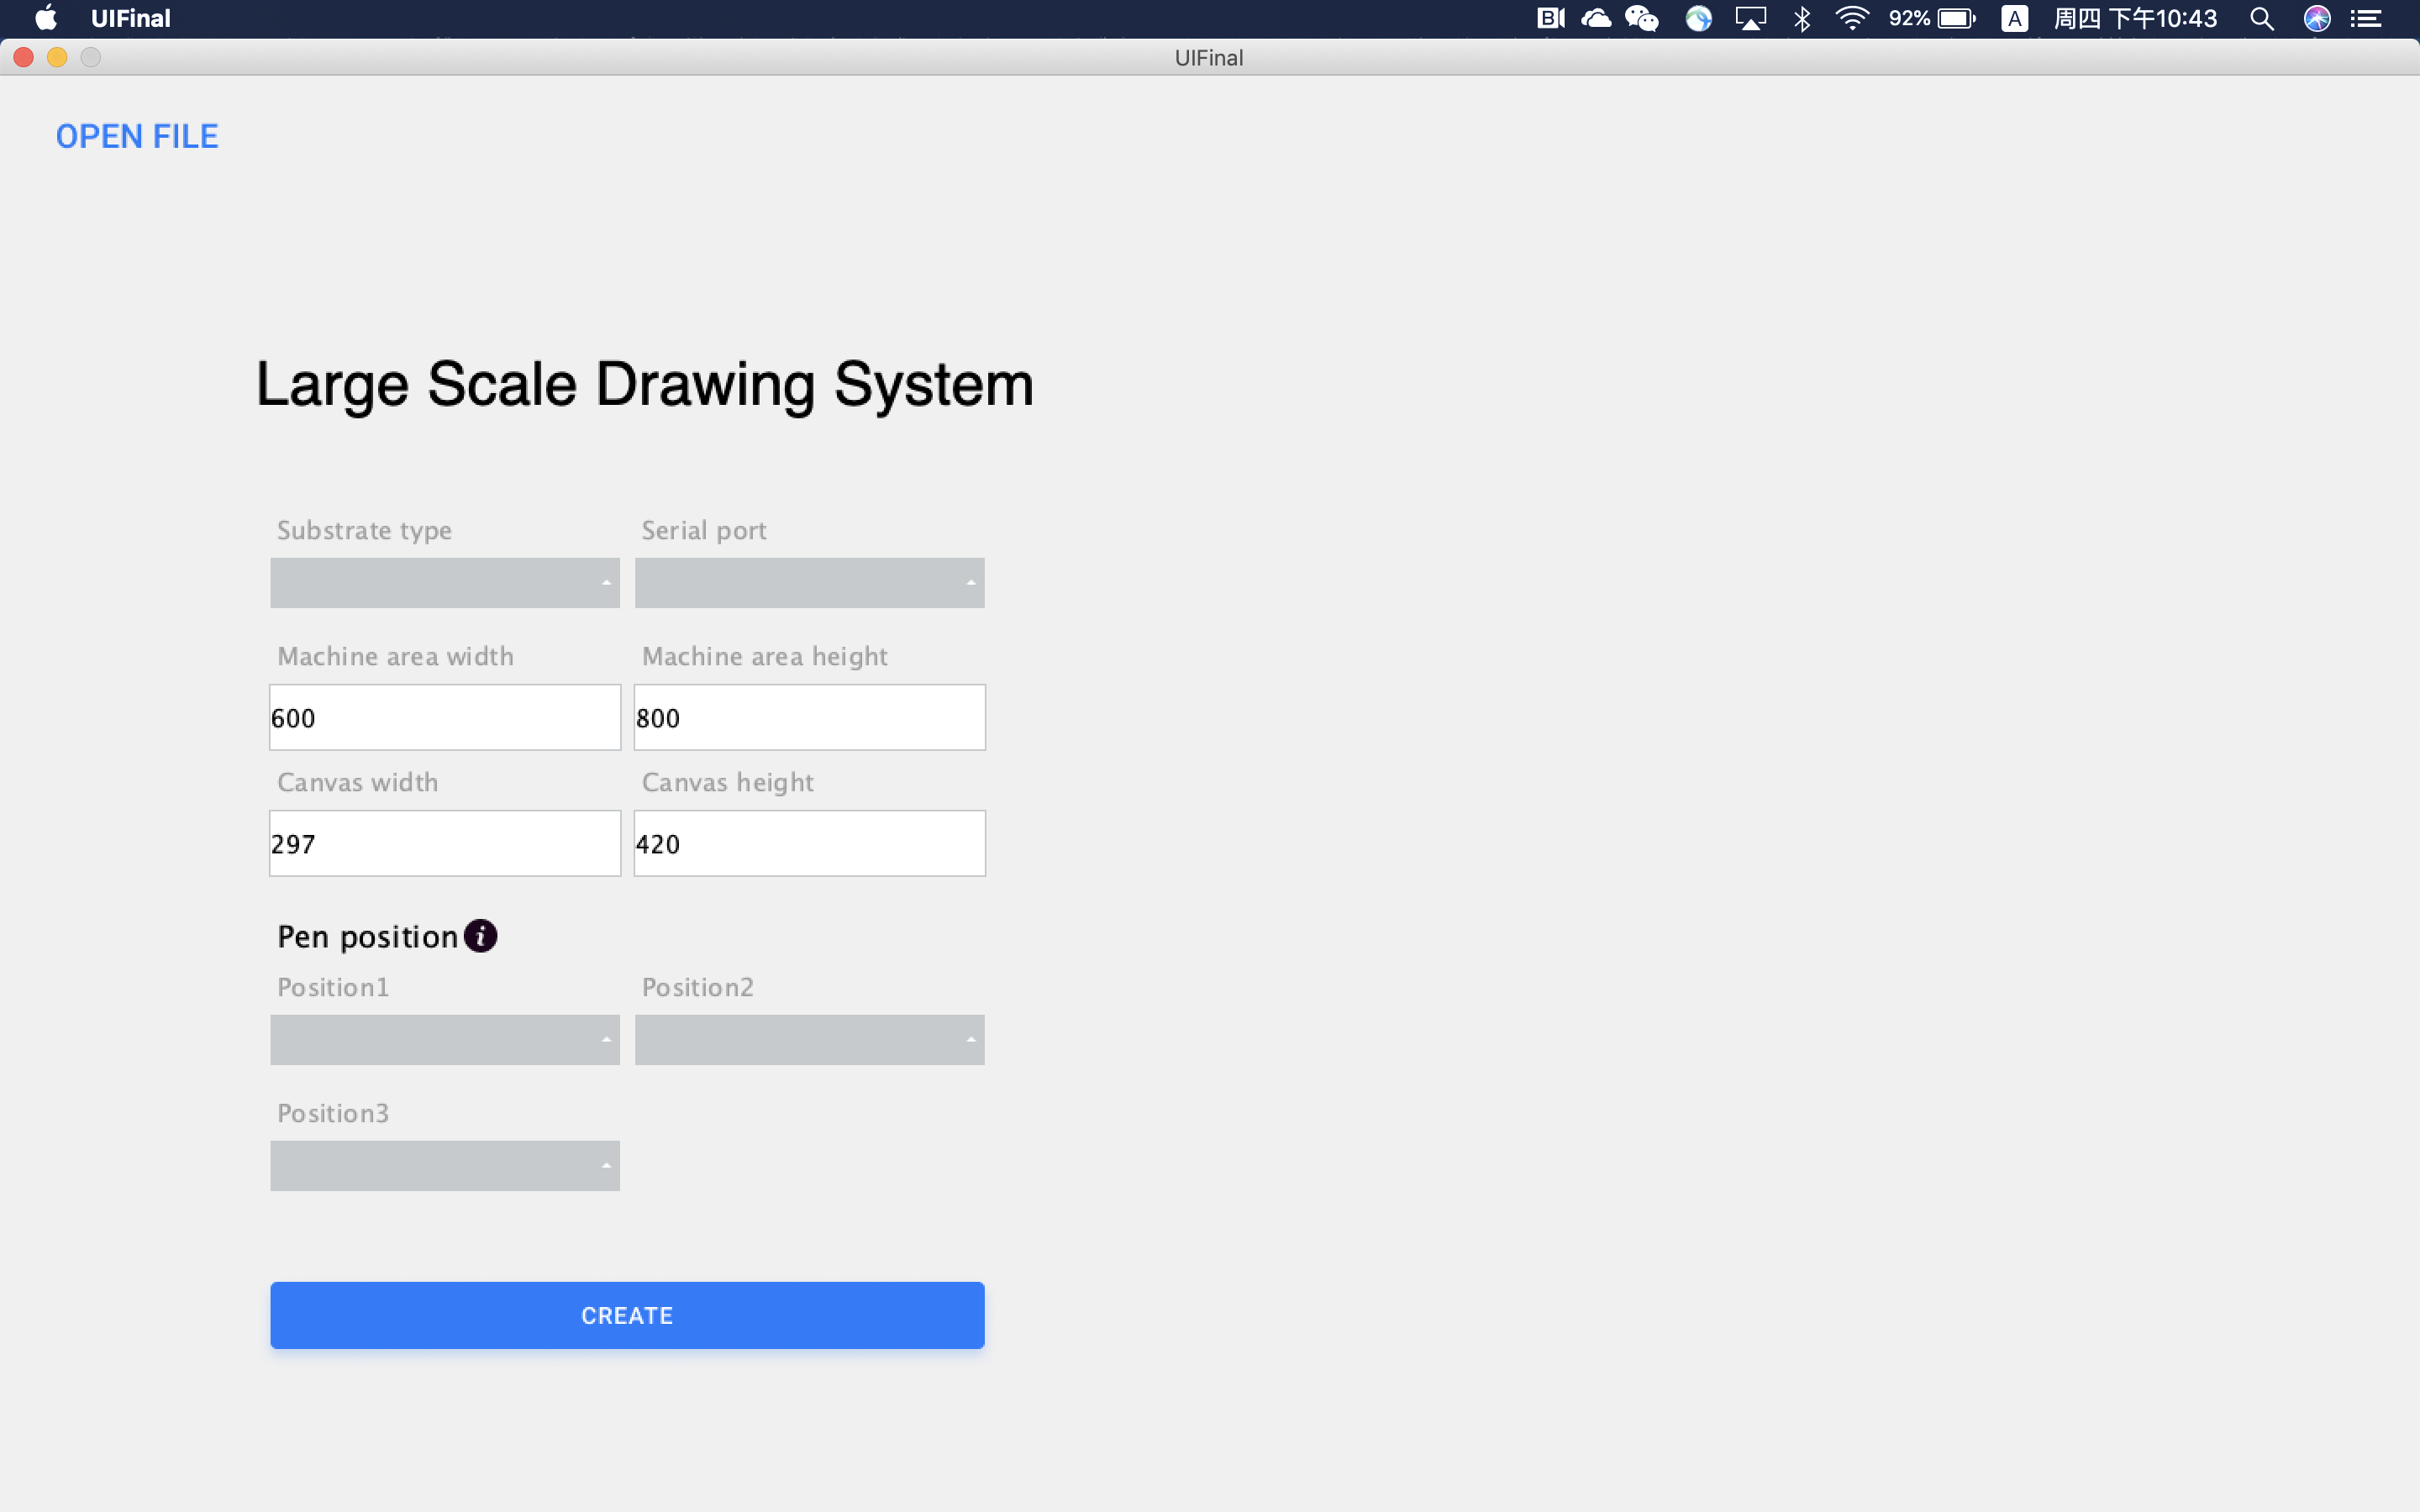 UIFinal 92% A 周四 下午10:43
UIFinal
OPEN FILE
Large Scale Drawing System
Substrate type Serial port
Machine area width Machine area height
600 800
Canvas width Canvas height
297 420
Pen position i
Position1 Position2
Position3
CREATE